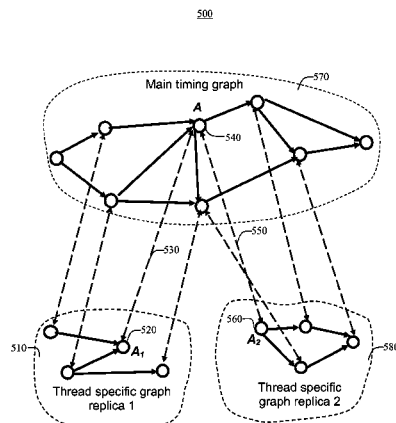 500
Main timing graph
570
A
540
530
550
510
520
A1
Thread specific graph
replica 1
560
A2
580
Thread specific
graph replica 2